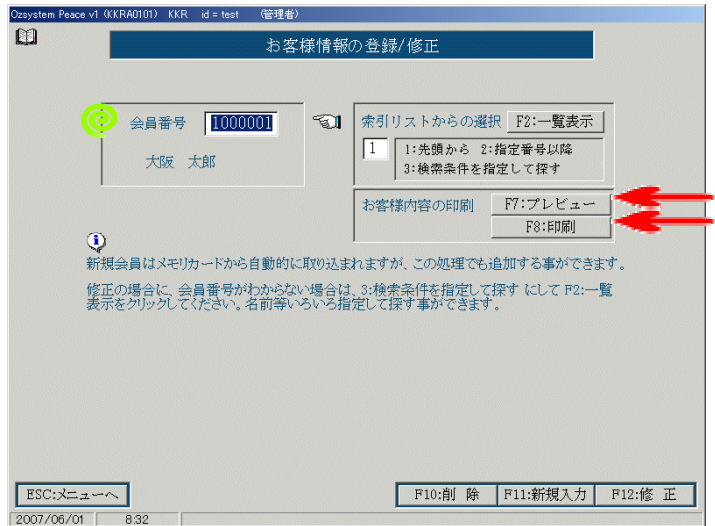 Ozsystem Peace v1 (KKRA0101) KKR id = test (管理者)
お客様情報の登録/修正
会員番号 1000001
大阪 太郎
索引リストからの選択 F2:一覧表示
1 1:先頭から 2:指定番号以降
3:検索条件を指定して探す
お客様内容の印刷 F7:プレビュー
F8:印刷
新規会員はメモリカードから自動的に取り込まれますが、この処理でも追加する事ができます。
修正の場合に、会員番号がわからない場合は、3:検索条件を指定して探す にして F2:一覧
表示をクリックしてください。名前等いろいろ指定して探す事ができます。
ESC:メニューへ F10:削 除 F11:新規入力 F12:修 正
2007/06/01 8:32